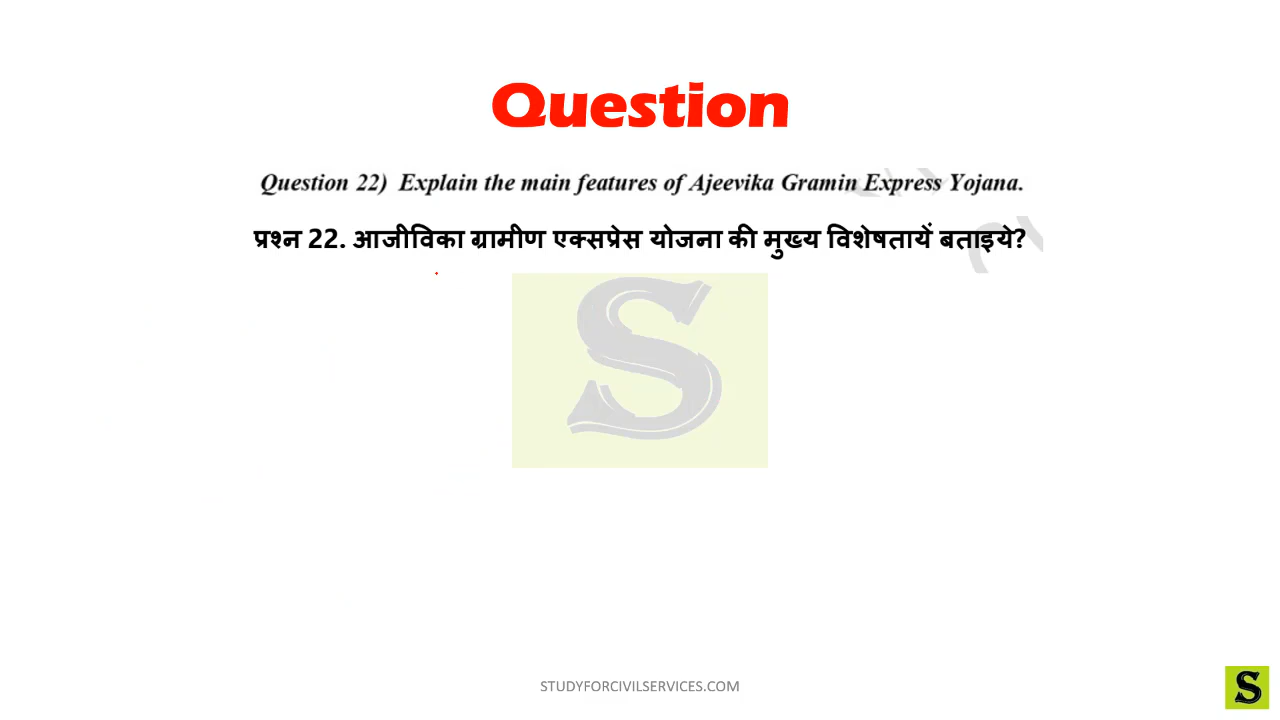 Question
Question 22) Explain the main features of Ajeevika Gramin Express Yojana.
प्रश्न 22. आजीविका ग्रामीण एक्सप्रेस योजना की मुख्य विशेषतायें बताइये?
S
STUDYFORCIVILSERVICES.COM
S